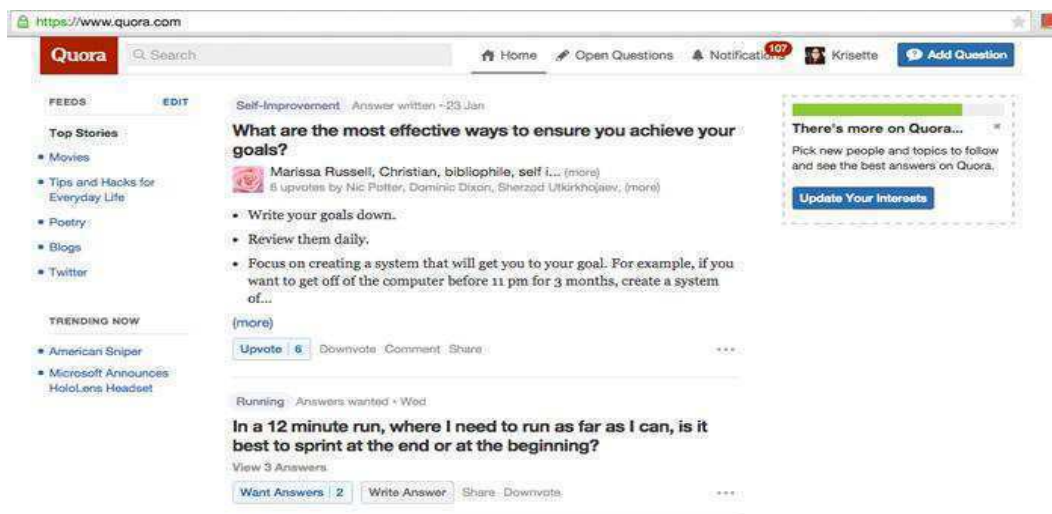 https://www.quora.com
Quora Search Home Open Questions Notifications 107 Krisette Add Question
FEEDS EDIT
Top Stories
Movies
Tips and Hacks for
Everyday Life
Poetry
Blogs
Twitter
TRENDING NOW
American Sniper
Microsoft Announces
HoloLens Headset
Self-Improvement Answer written • 23 Jan
What are the most effective ways to ensure you achieve your
goals?
Marissa Russell, Christian, bibliophile, self i... (more)
6 upvotes by Nic Potter, Dominic Dixon, Sherzod Utkirkhojaev, (more)
• Write your goals down.
• Review them daily.
• Focus on creating a system that will get you to your goal. For example, if you
want to get off of the computer before 11 pm for 3 months, create a system
of...
(more)
Upvote 6 Downvote Comment Share
Running Answers wanted • Wed
In a 12 minute run, where I need to run as far as I can, is it
best to sprint at the end or at the beginning?
View 3 Answers
Want Answers 2 Write Answer Share Downvote
There's more on Quora...
Pick new people and topics to follow
and see the best answers on Quora.
Update Your Interests